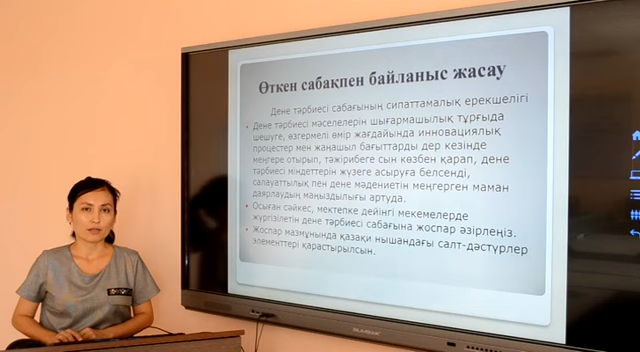 Өткен сабақпен байланыс жасау
Дене тәрбиесі сабағының сипаттамалық ерекшелігі
Дене тәрбиесі мәселелерін шығармашылық тұрғыда
шешуге, өзгермелі өмір жағдайында инновациялық
процестер мен жаңашыл бағыттарды дер кезінде
меңгере отырып, тәжірибеге сын көзбен қарап, дене
тәрбиесі міндеттерін жүзеге асыруға белсенді,
салауаттылық пен дене мәдениетін меңгерген маман
даярлаудың маңыздылығы артуда.
Осыған сәйкес, мектепке дейінгі мекемелерде
жүргізілетін дене тәрбиесі сабағына жоспар әзірлеңіз.
Жоспар мазмұнында қазақи нышандағы салт-дәстүрлер
элементтері қарастырылсын.